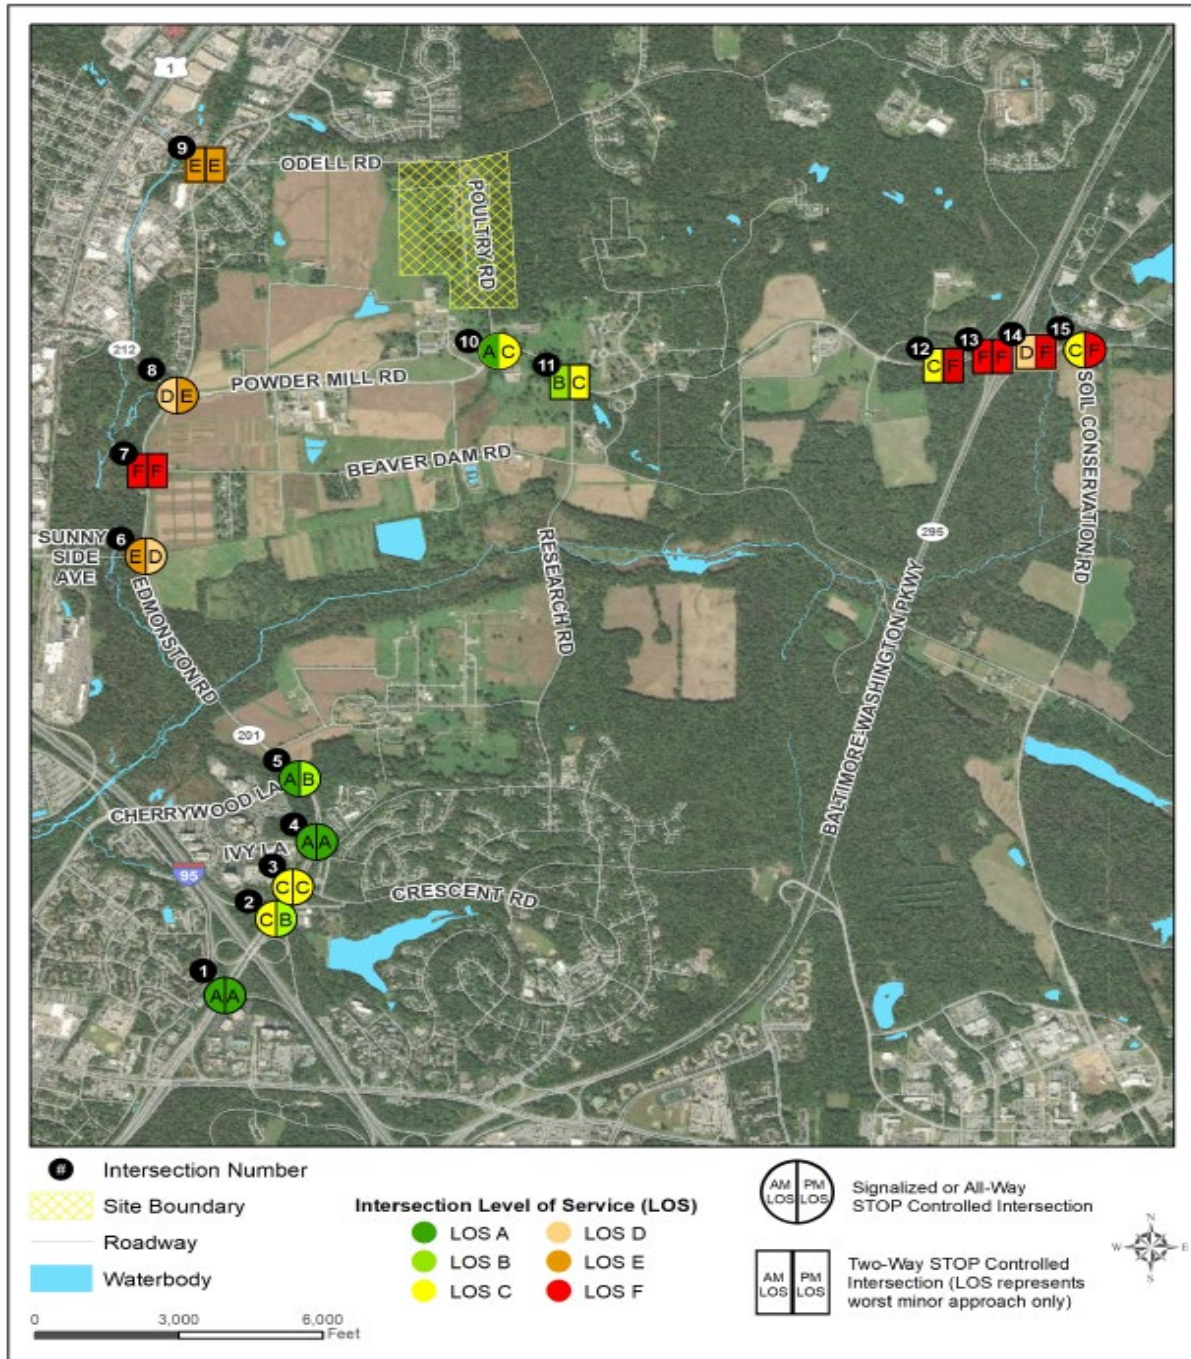 1
9
E E
ODELL RD
POULTRY RD
212
8
D E
POWDER MILL RD
10
A C
11
B C
12
C F
13
F F
14
D F
15
C F
SOIL CONSERVATION RD
7
F F
BEAVER DAM RD
SUNNY
SIDE
AVE
6
E D
EDMONSTON RD
RESEARCH RD
295
BALTIMORE-WASHINGTON PKWY
201
5
A B
CHERRYWOOD LA
4
A A
IVY LA
3
C C
95
2
C B
CRESCENT RD
1
A A
# Intersection Number
Site Boundary
Roadway
Waterbody
0 3,000 6,000
Feet
Intersection Level of Service (LOS)
LOS A
LOS B
LOS C
LOS D
LOS E
LOS F
AM PM
LOS LOS
Signalized or All-Way
STOP Controlled Intersection
AM PM
LOS LOS
Two-Way STOP Controlled
Intersection (LOS represents
worst minor approach only)
N
W E
S